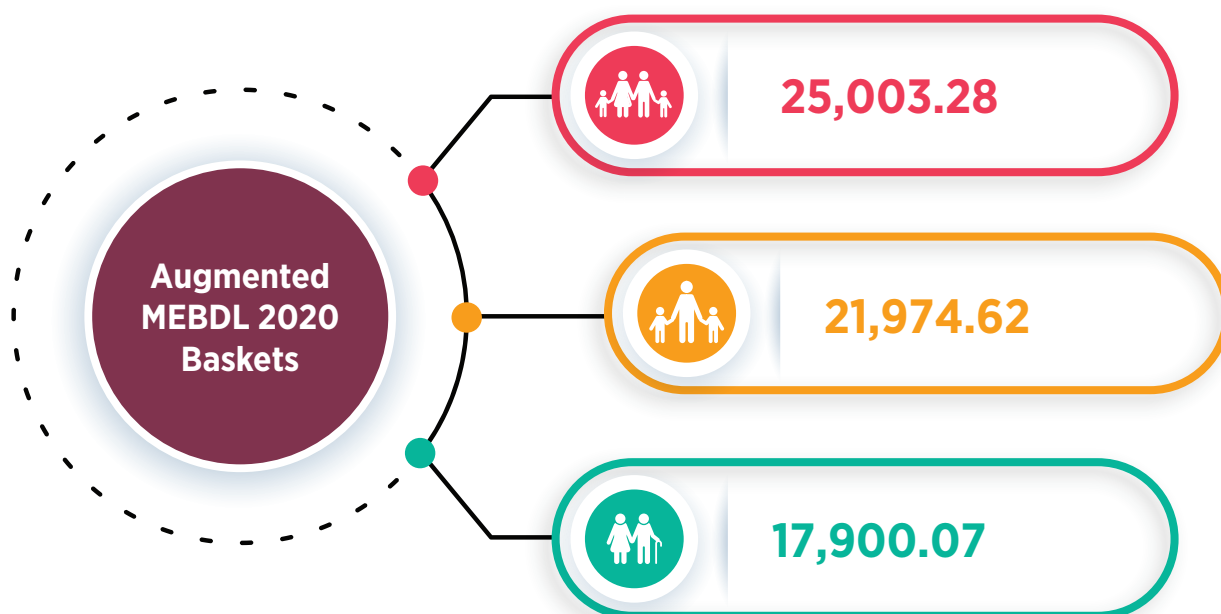 Augmented
MEBDL 2020
Baskets
25,003.28
21,974.62
17,900.07